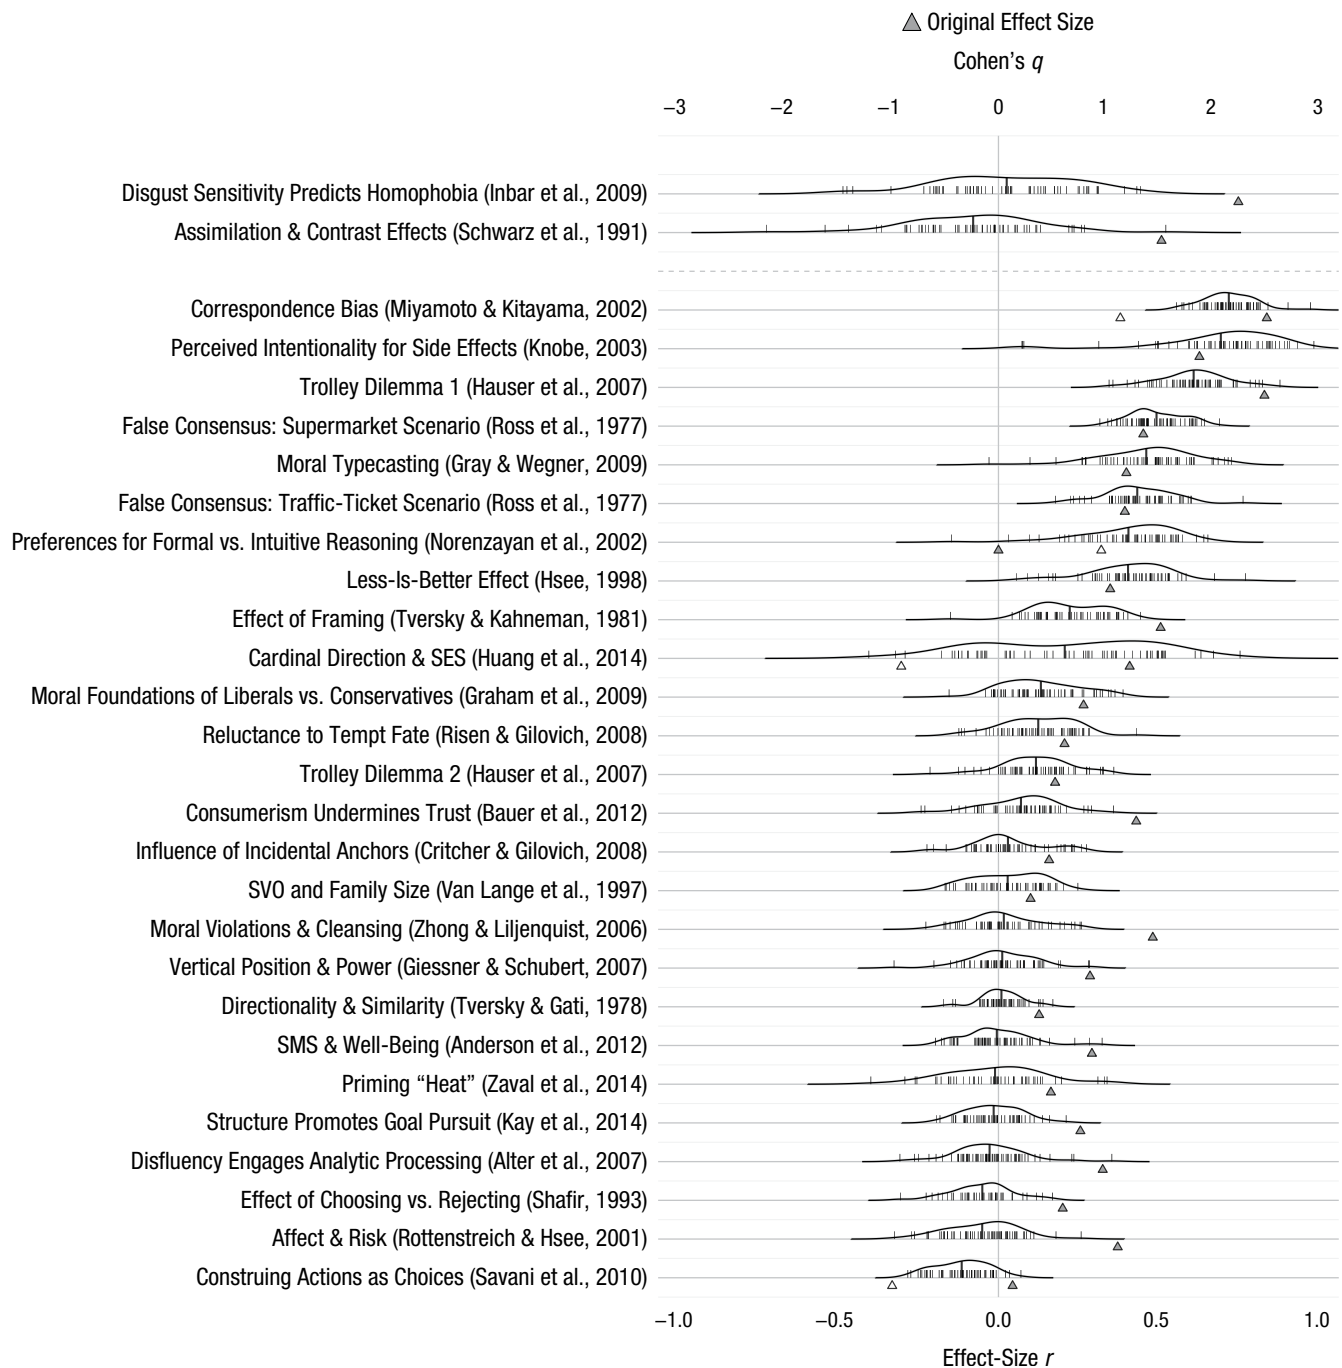 Original Effect Size
Cohen's q
–3 –2 –1 0 1 2 3
Disgust Sensitivity Predicts Homophobia (Inbar et al., 2009)
Assimilation & Contrast Effects (Schwarz et al., 1991)
Correspondence Bias (Miyamoto & Kitayama, 2002)
Perceived Intentionality for Side Effects (Knobe, 2003)
Trolley Dilemma 1 (Hauser et al., 2007)
False Consensus: Supermarket Scenario (Ross et al., 1977)
Moral Typecasting (Gray & Wegner, 2009)
False Consensus: Traffic-Ticket Scenario (Ross et al., 1977)
Preferences for Formal vs. Intuitive Reasoning (Norenzayan et al., 2002)
Less-Is-Better Effect (Hsee, 1998)
Effect of Framing (Tversky & Kahneman, 1981)
Cardinal Direction & SES (Huang et al., 2014)
Moral Foundations of Liberals vs. Conservatives (Graham et al., 2009)
Reluctance to Tempt Fate (Risen & Gilovich, 2008)
Trolley Dilemma 2 (Hauser et al., 2007)
Consumerism Undermines Trust (Bauer et al., 2012)
Influence of Incidental Anchors (Critcher & Gilovich, 2008)
SVO and Family Size (Van Lange et al., 1997)
Moral Violations & Cleansing (Zhong & Liljenquist, 2006)
Vertical Position & Power (Giessner & Schubert, 2007)
Directionality & Similarity (Tversky & Gati, 1978)
SMS & Well-Being (Anderson et al., 2012)
Priming “Heat” (Zaval et al., 2014)
Structure Promotes Goal Pursuit (Kay et al., 2014)
Disfluency Engages Analytic Processing (Alter et al., 2007)
Effect of Choosing vs. Rejecting (Shafir, 1993)
Affect & Risk (Rottenstreich & Hsee, 2001)
Construing Actions as Choices (Savani et al., 2010)
–1.0 –0.5 0.0 0.5 1.0
Effect-Size r